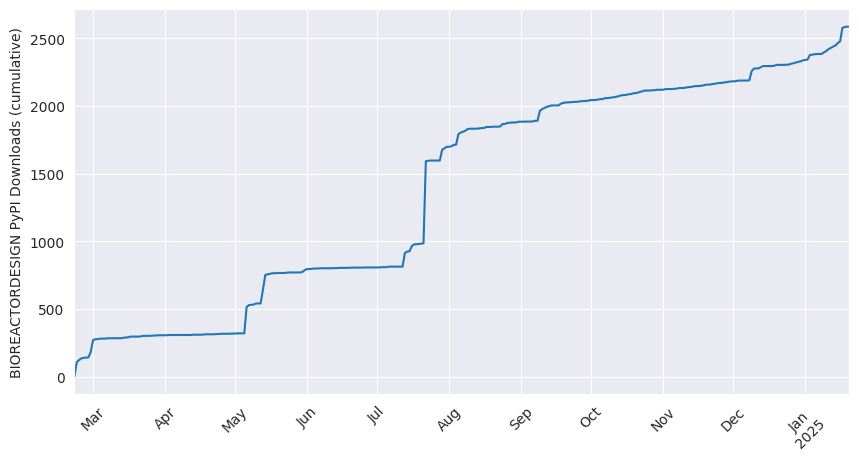 BIOREACTORDESIGN PyPI Downloads (cumulative)
2500
2000
1500
1000
500
0
Mar
Apr
May
Jun
Jul
Aug
Sep
Oct
Nov
Dec
Jan
2025